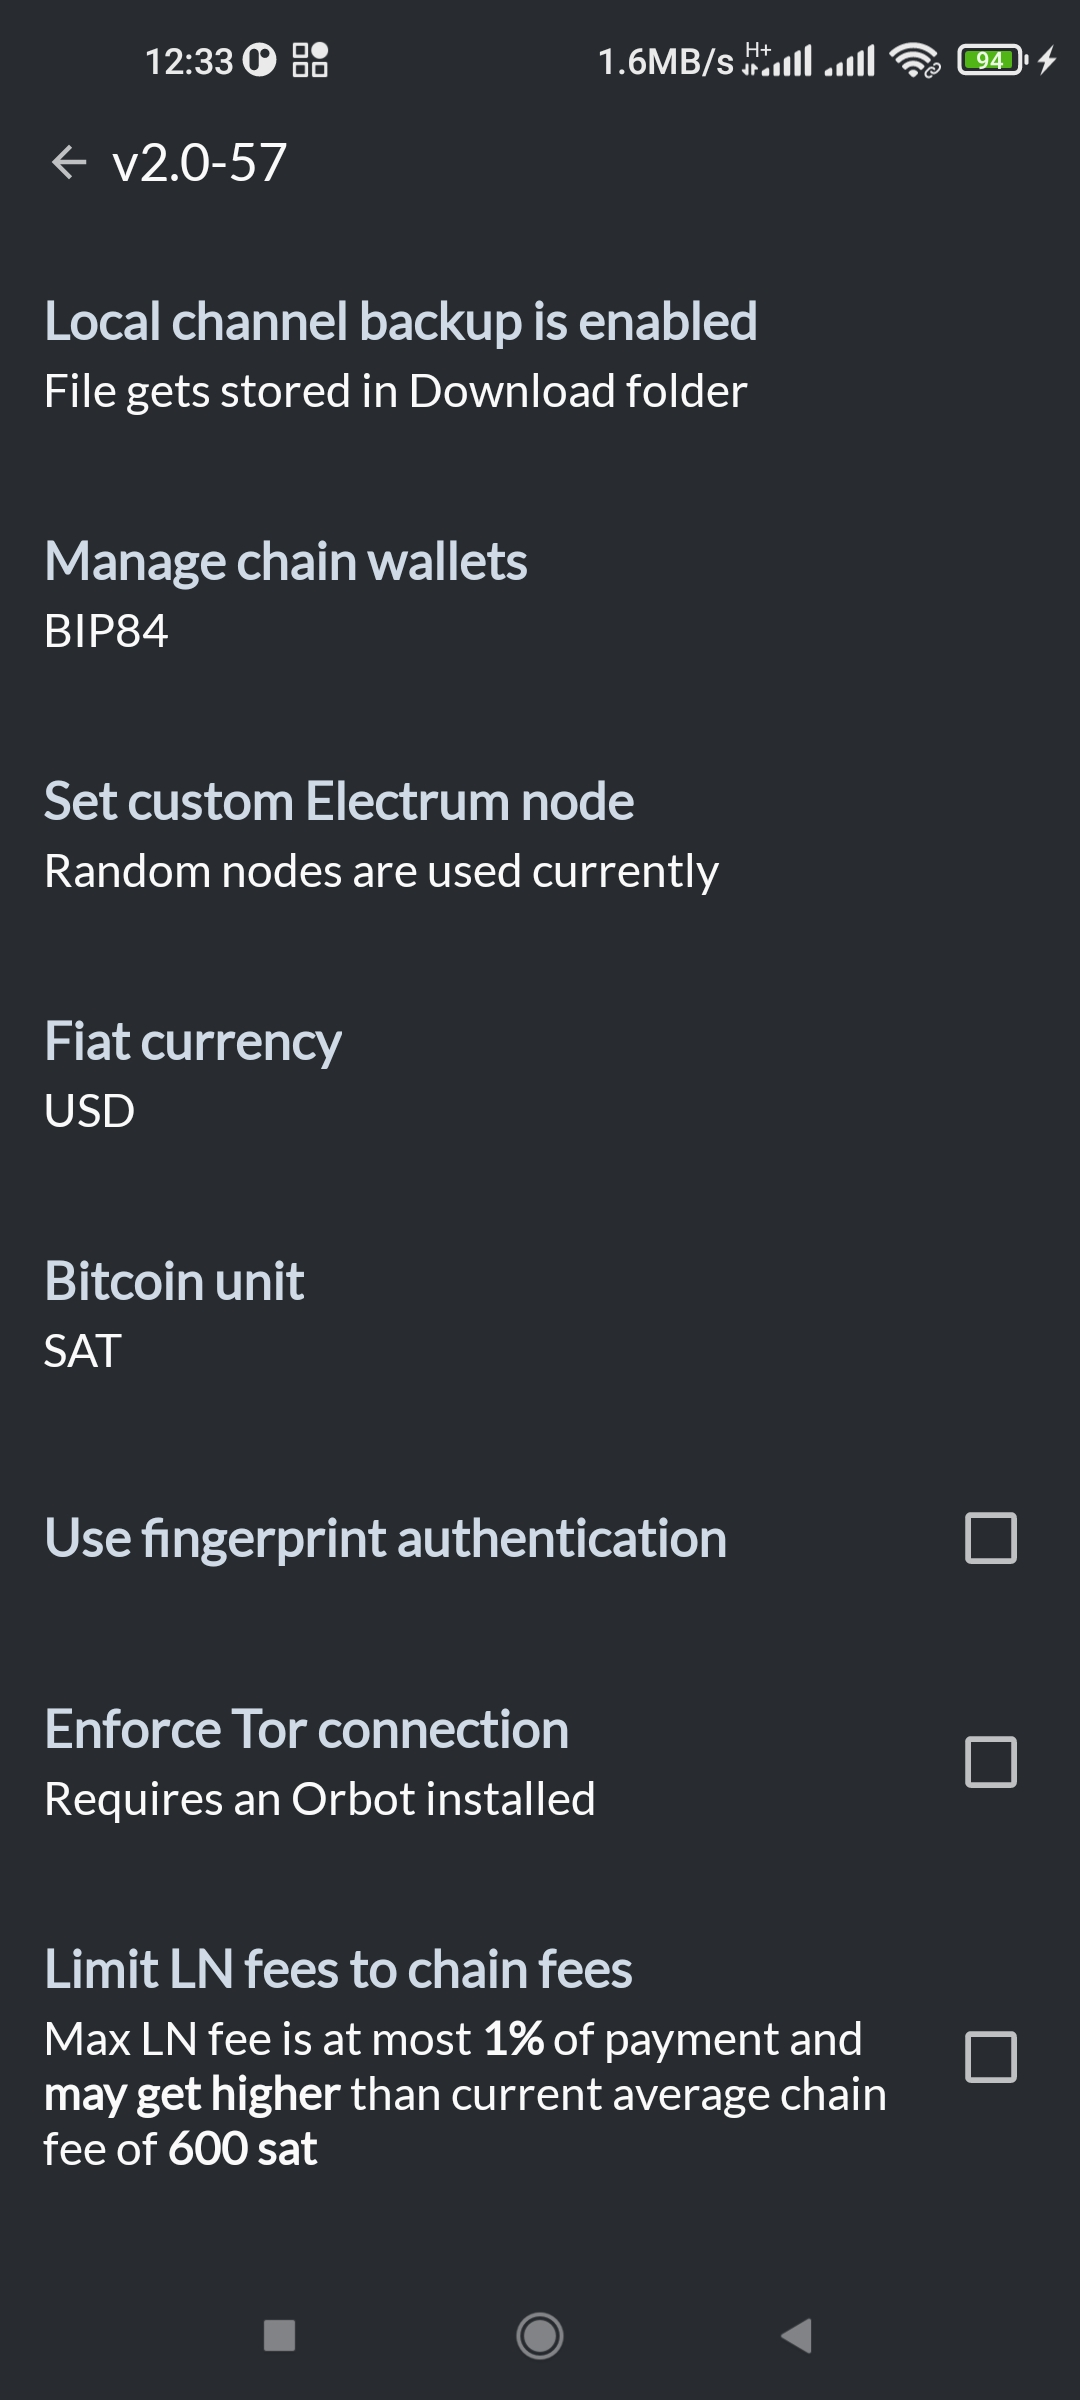 12:33 1.6MB/s H+ 94
v2.0-57
Local channel backup is enabled
File gets stored in Download folder
Manage chain wallets
BIP84
Set custom Electrum node
Random nodes are used currently
Fiat currency
USD
Bitcoin unit
SAT
Use fingerprint authentication
Enforce Tor connection
Requires an Orbot installed
Limit LN fees to chain fees
Max LN fee is at most 1% of payment and
may get higher than current average chain
fee of 600 sat